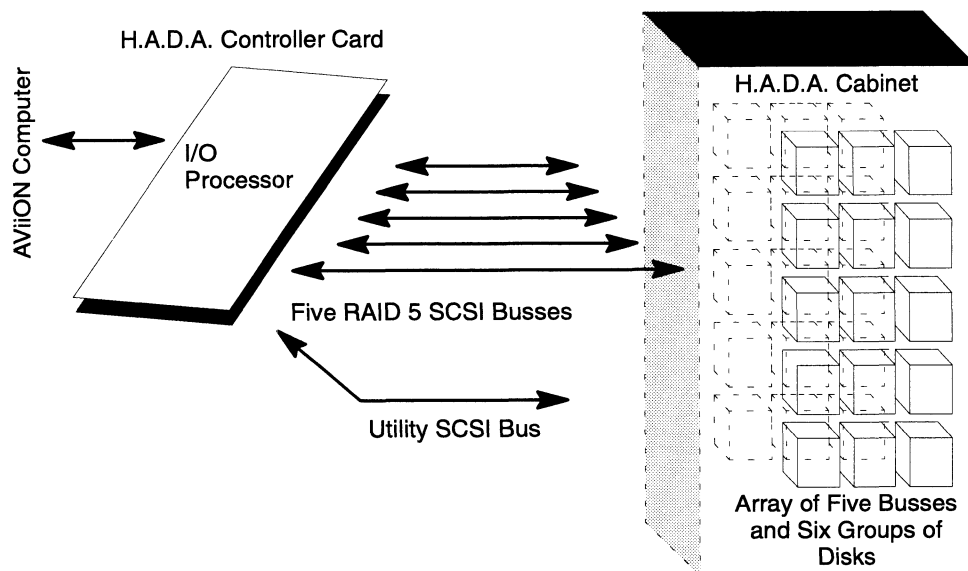 H.A.D.A. Controller Card
AViiON Computer
I/O
Processor
H.A.D.A. Cabinet
Five RAID 5 SCSI Busses
Utility SCSI Bus
Array of Five Busses
and Six Groups of
Disks